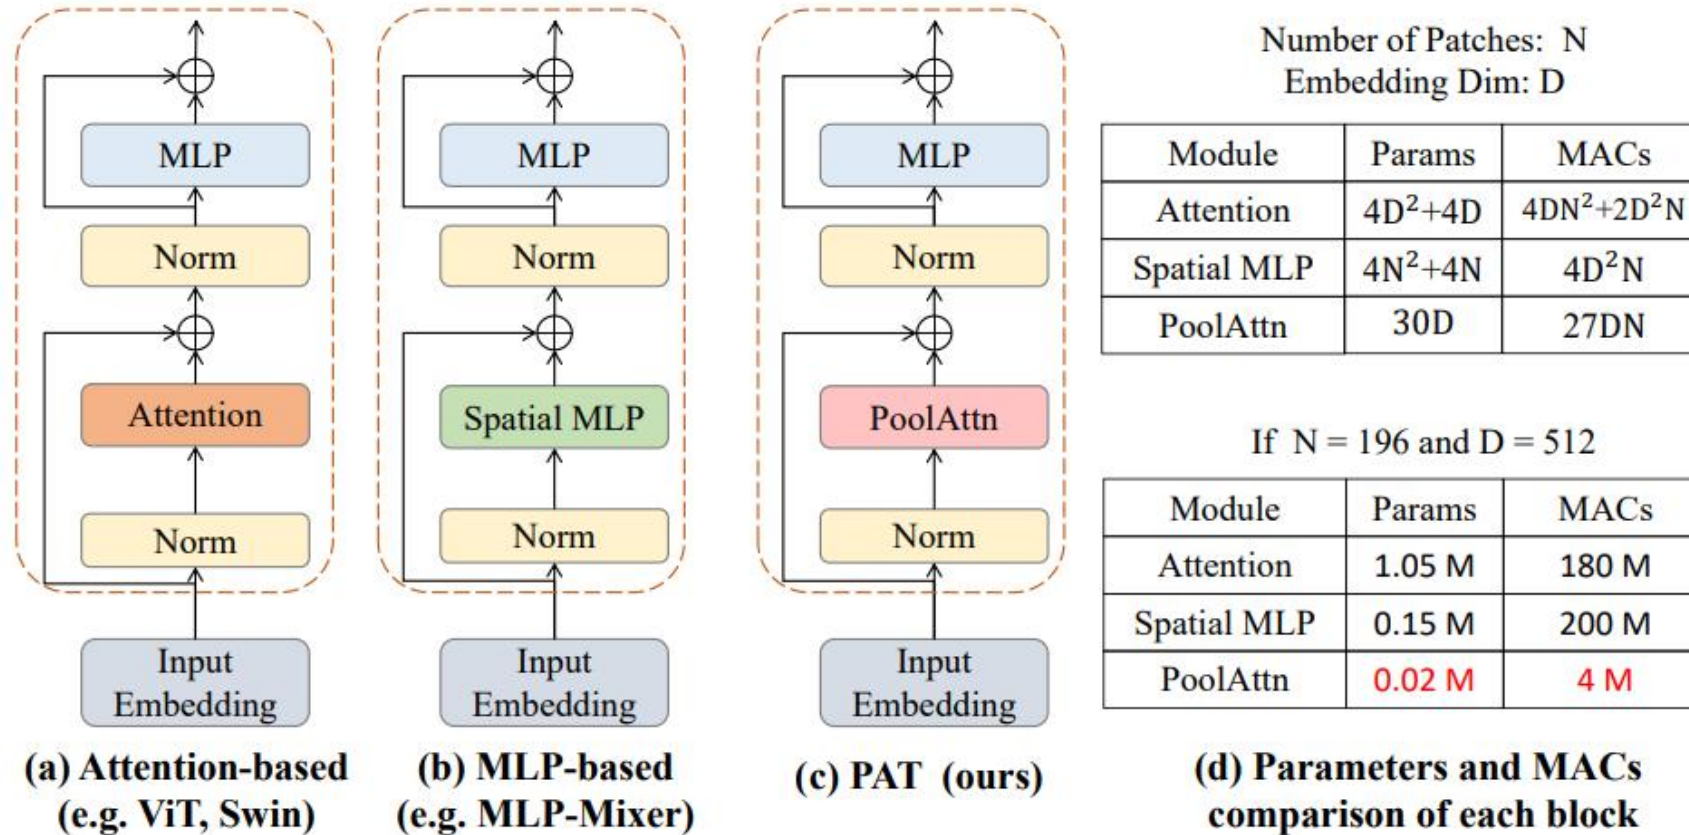 MLP
Norm
Attention
Norm
Input
Embedding
(a) Attention-based
(e.g. ViT, Swin)
MLP
Norm
Spatial MLP
Norm
Input
Embedding
(b) MLP-based
(e.g. MLP-Mixer)
MLP
Norm
PoolAttn
Norm
Input
Embedding
(c) PAT (ours)
Number of Patches: N
Embedding Dim: D
Module Params MACs
Attention 4D²+4D 4DN²+2D²N
Spatial MLP 4N²+4N 4D²N
PoolAttn 30D 27DN
If N = 196 and D = 512
Module Params MACs
Attention 1.05 M 180 M
Spatial MLP 0.15 M 200 M
PoolAttn 0.02 M 4 M
(d) Parameters and MACs
comparison of each block